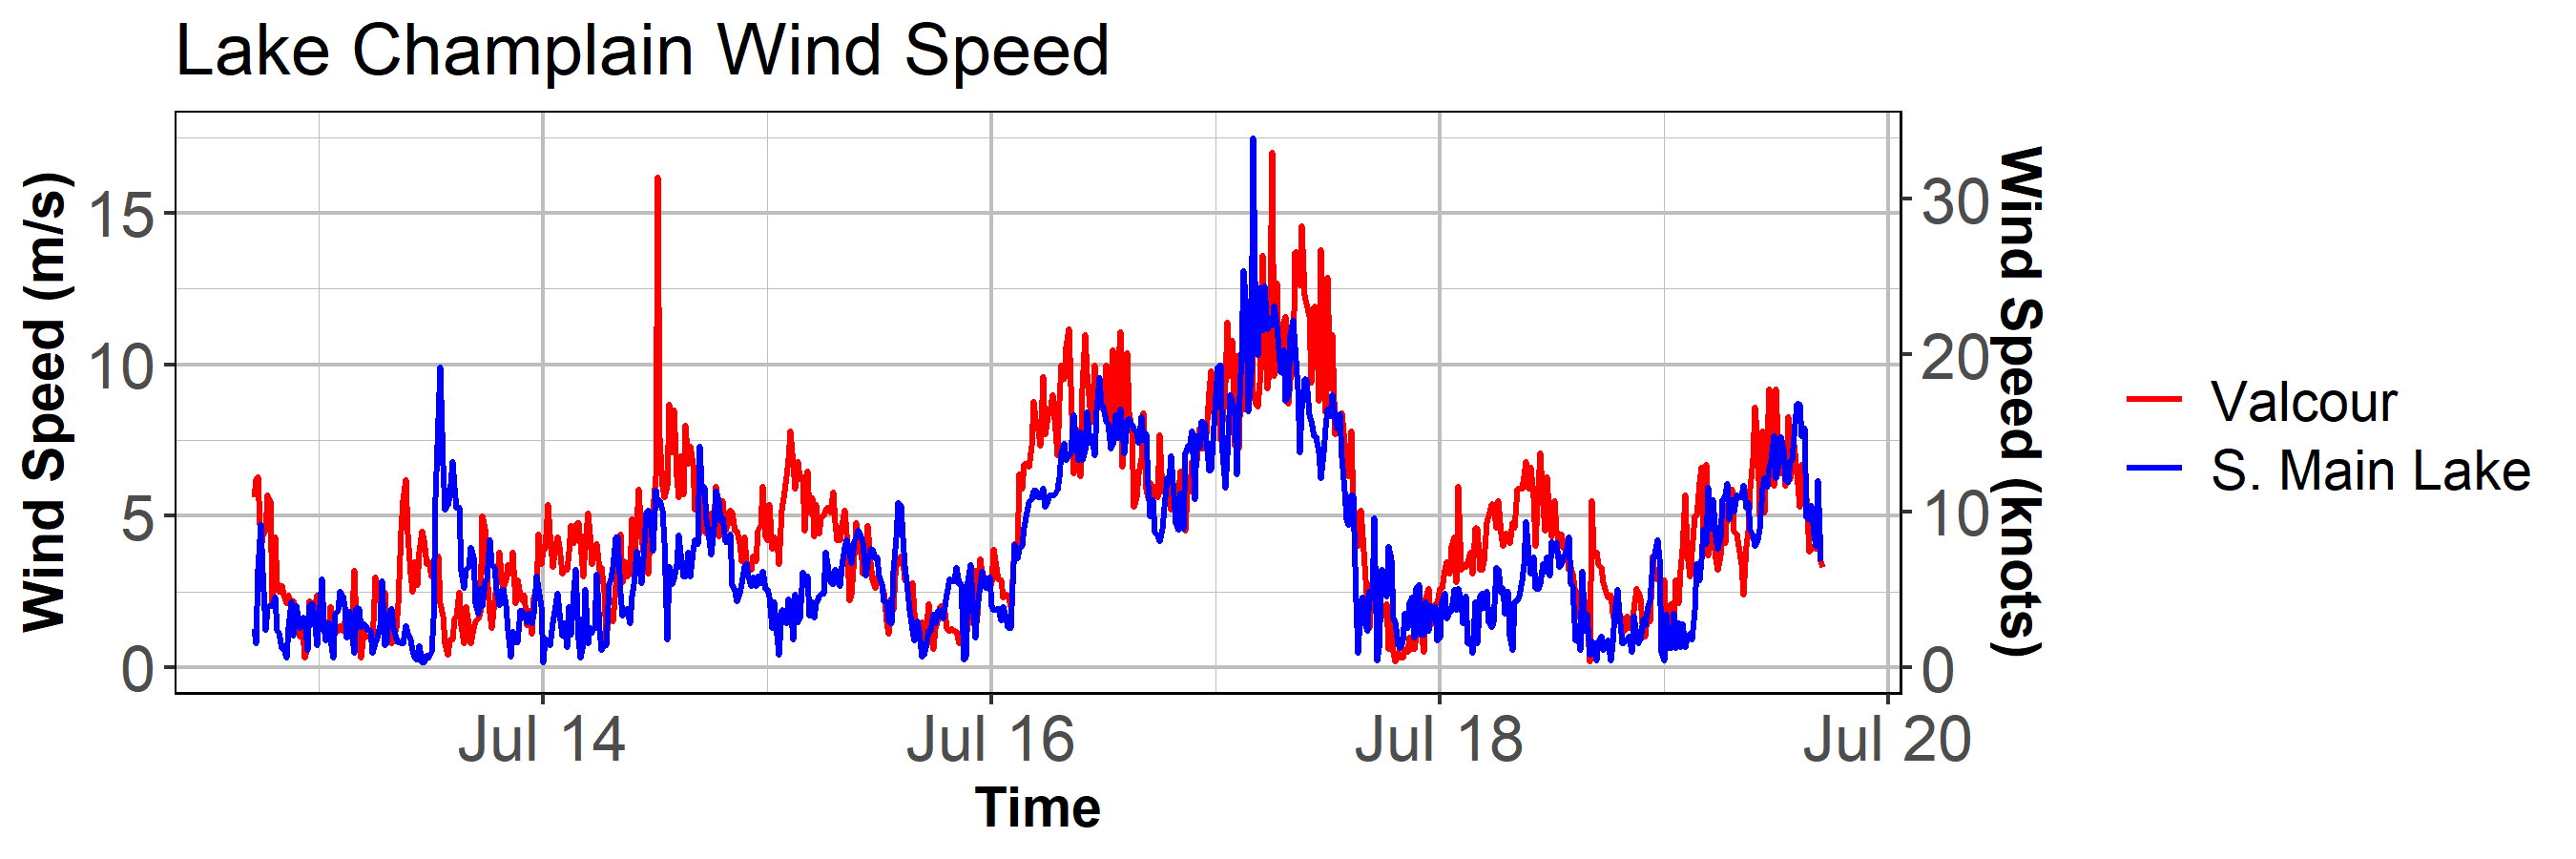 Lake Champlain Wind Speed
Wind Speed (m/s)
15
10
5
0
30
20
10
0
Wind Speed (knots)
Jul 14
Jul 16
Jul 18
Jul 20
Time
Valcour
S. Main Lake